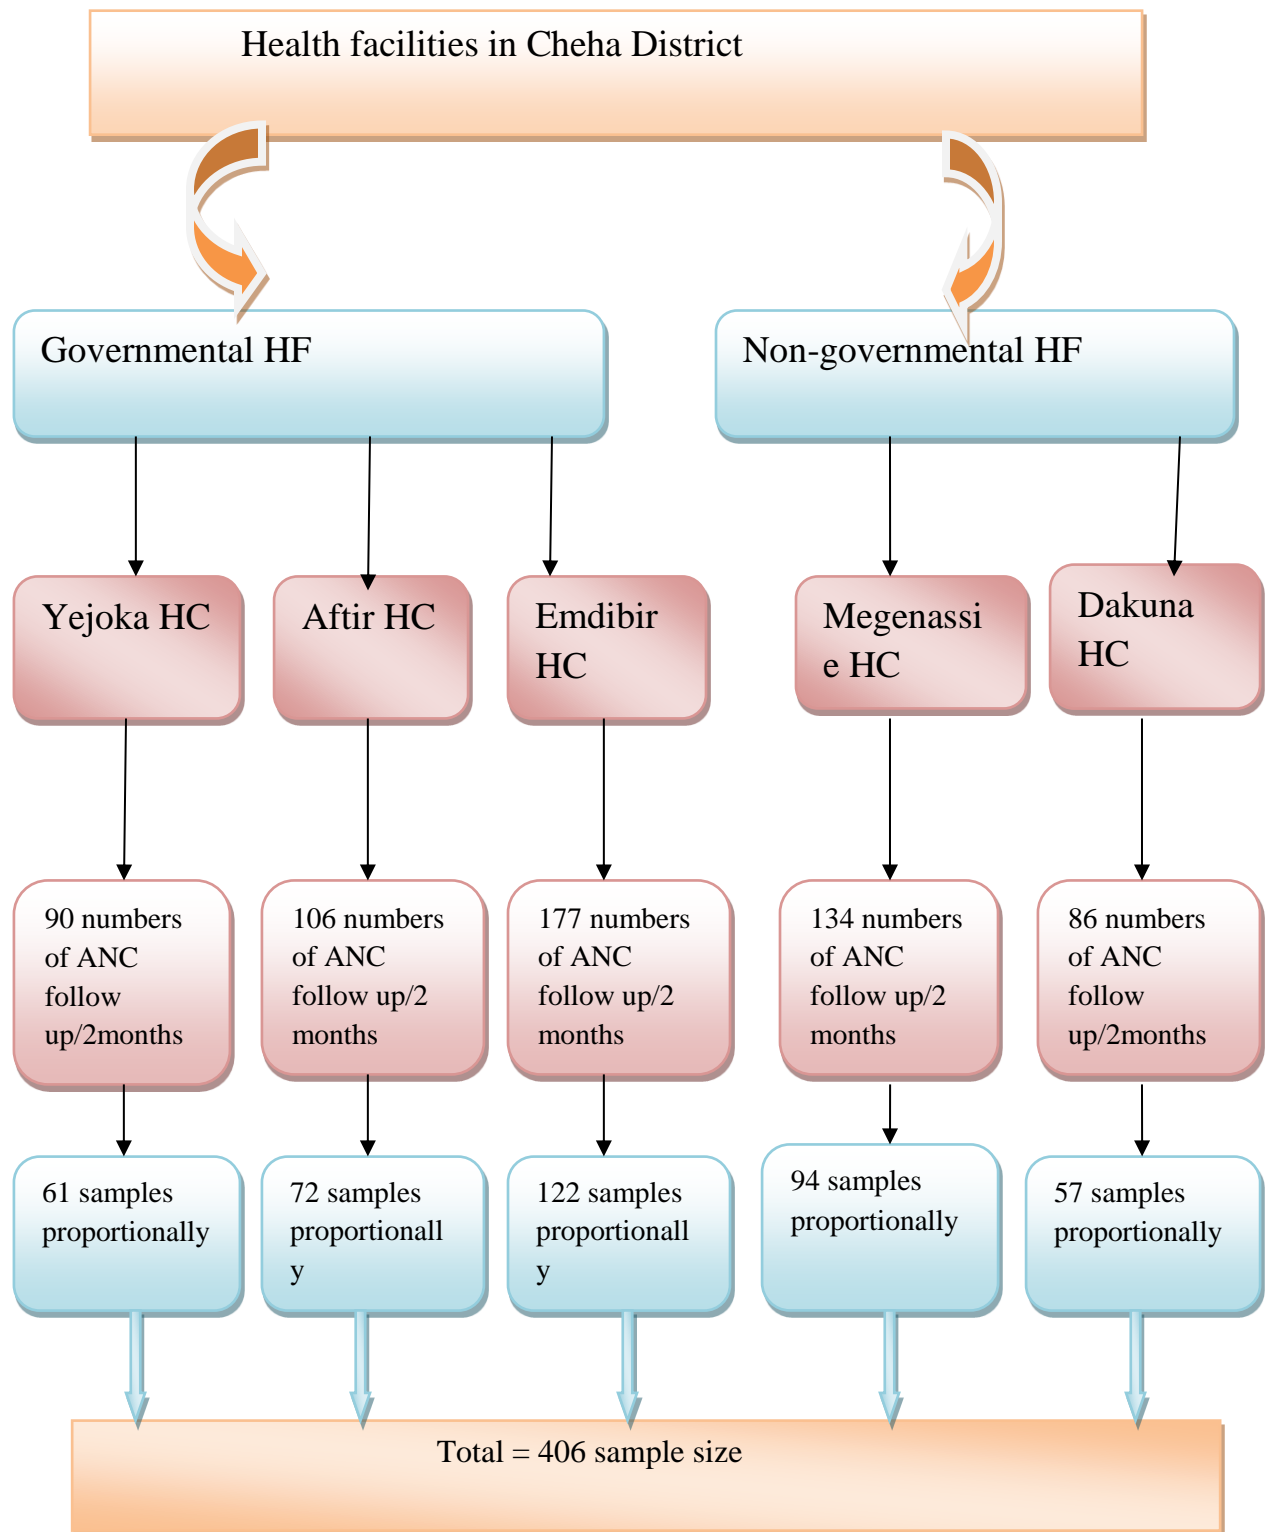 Health facilities in Cheha District
Governmental HF
Non-governmental HF
Yejoka HC
Aftir HC
Emdibir
HC
Megenassi
e HC
Dakuna
HC
90 numbers
of ANC
follow
up/2months
106 numbers
of ANC
follow up/2
months
177 numbers
of ANC
follow up/2
months
134 numbers
of ANC
follow up/2
months
86 numbers
of ANC
follow
up/2months
61 samples
proportionally
72 samples
proportionall
y
122 samples
proportionall
y
94 samples
proportionally
57 samples
proportionally
Total = 406 sample size